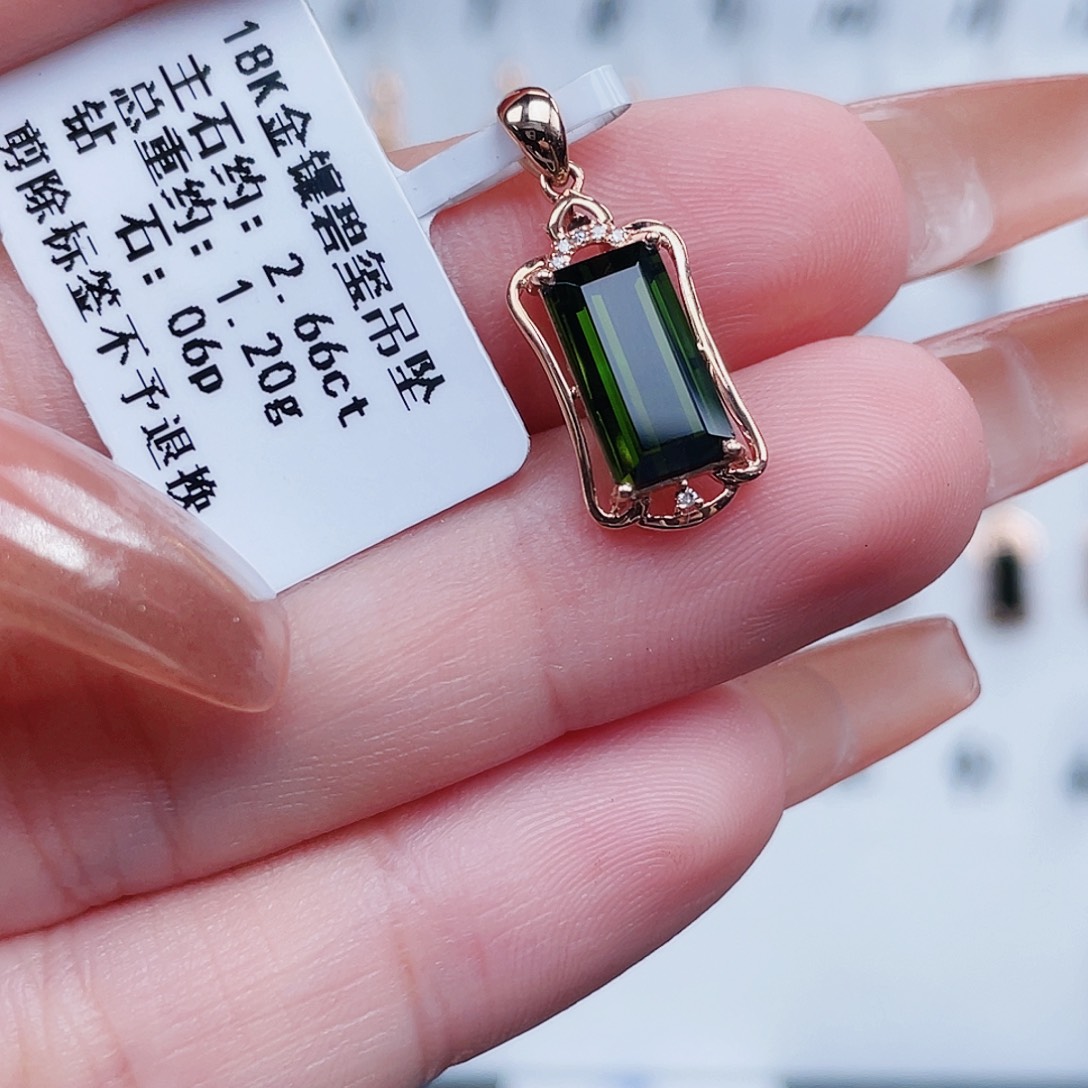 18K金镶碧玺吊坠
主石约: 2.66ct
总重约: 1.20g
钻 石: 06p
剪除标签不予退换